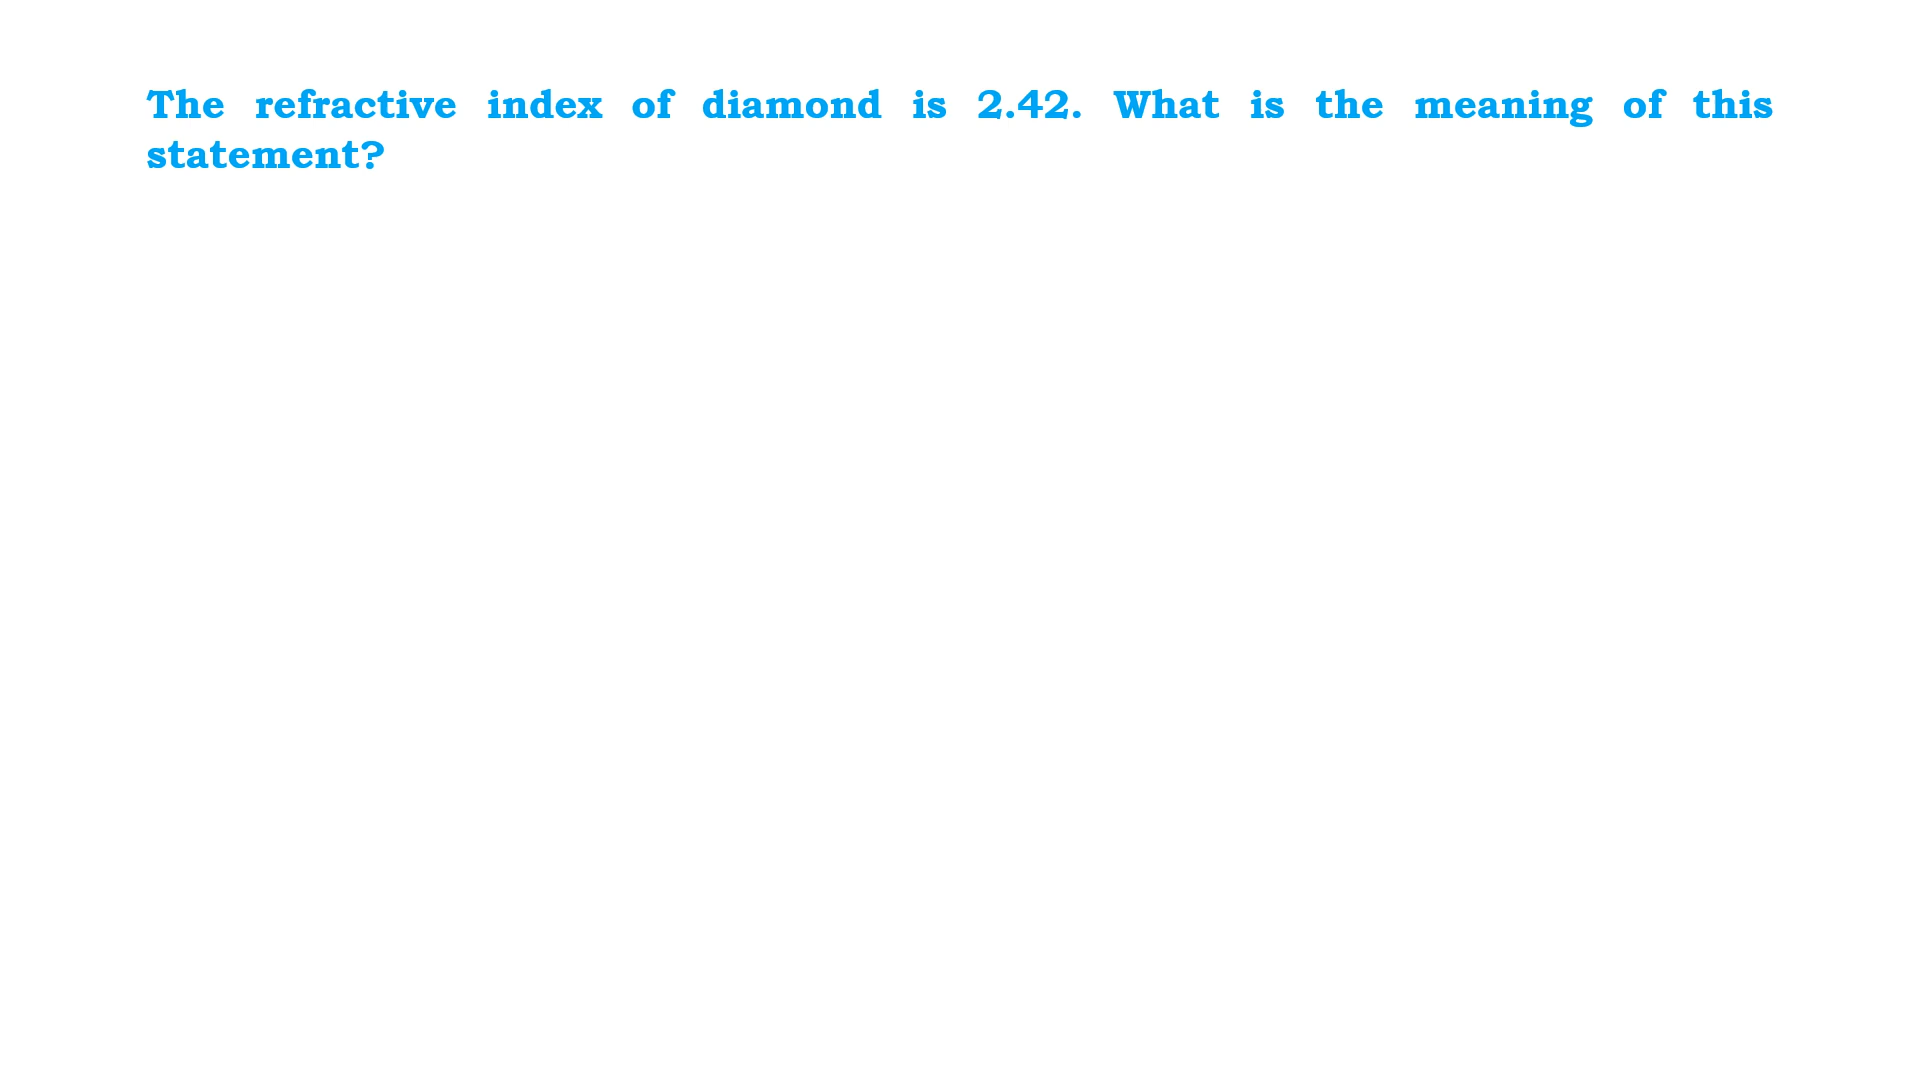 The refractive index of diamond is 2.42. What is the meaning of this
statement?